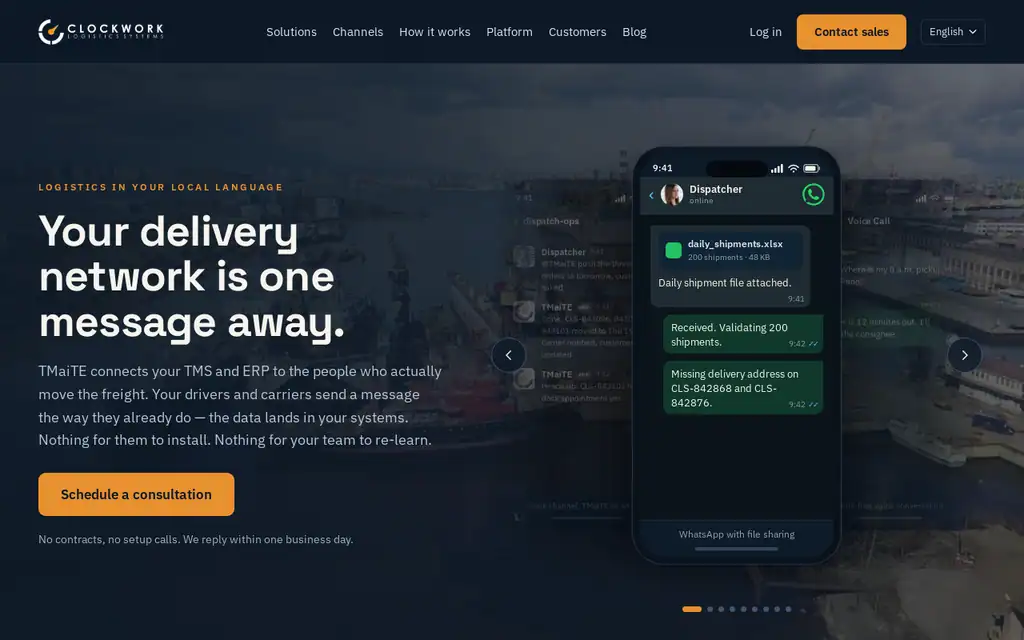 CLOCKWORK
LOGISTICS SYSTEMS
Solutions
Channels
How it works
Platform
Customers
Blog
Log in
Contact sales
English
LOGISTICS IN YOUR LOCAL LANGUAGE
Your delivery
network is one
message away.
TMaiTE connects your TMS and ERP to the people who actually
move the freight. Your drivers and carriers send a message
the way they already do — the data lands in your systems.
Nothing for them to install. Nothing for your team to re-learn.
Schedule a consultation
No contracts, no setup calls. We reply within one business day.
dispatch-ops
Dispatcher
TMaiTE
TMaiTE
9:41
Dispatcher
online
daily_shipments.xlsx
200 shipments · 48 KB
Daily shipment file attached.
9:41
Received. Validating 200
shipments.
9:42
Missing delivery address on
CLS-842868 and CLS-
842876.
9:42
WhatsApp with file sharing
Voice Call